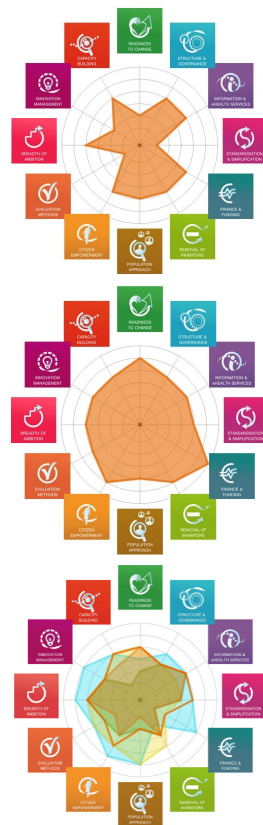 READINESS
TO CHANGE
CAPACITY
BUILDING
STRUCTURE &
GOVERNANCE
INNOVATION
MANAGEMENT
INFORMATION &
eHEALTH SERVICES
BREADTH OF
AMBITION
STANDARDISATION
& SIMPLIFICATION
EVALUATION
METHODS
FINANCE &
FUNDING
CITIZEN
EMPOWERMENT
REMOVAL OF
INHIBITORS
POPULATION
APPROACH
READINESS
TO CHANGE
CAPACITY
BUILDING
STRUCTURE &
GOVERNANCE
INNOVATION
MANAGEMENT
INFORMATION &
eHEALTH SERVICES
BREADTH OF
AMBITION
STANDARDISATION
& SIMPLIFICATION
EVALUATION
METHODS
FINANCE &
FUNDING
CITIZEN
EMPOWERMENT
REMOVAL OF
INHIBITORS
POPULATION
APPROACH
READINESS
TO CHANGE
CAPACITY
BUILDING
STRUCTURE &
GOVERNANCE
INNOVATION
MANAGEMENT
INFORMATION &
eHEALTH SERVICES
BREADTH OF
AMBITION
STANDARDISATION
& SIMPLIFICATION
EVALUATION
METHODS
FINANCE &
FUNDING
CITIZEN
EMPOWERMENT
REMOVAL OF
INHIBITORS
POPULATION
APPROACH